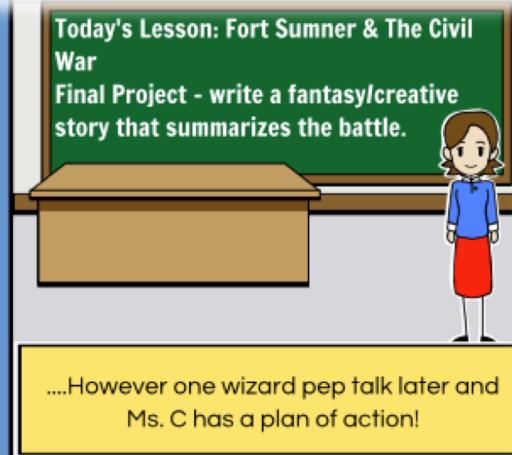 Today's Lesson: Fort Sumner & The Civil
War
Final Project - write a fantasy/creative
story that summarizes the battle.
....However one wizard pep talk later and
Ms. C has a plan of action!